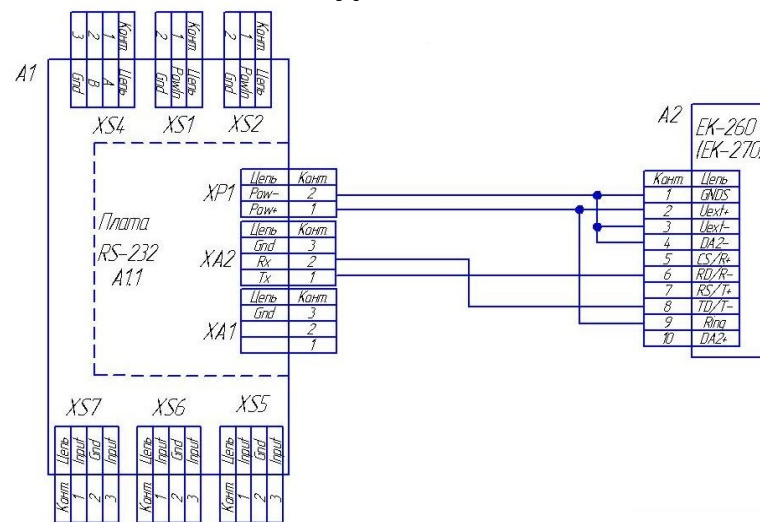 Конт. 3 2 1
Цепь Gnd B A
Конт. 2 1
Цепь Gnd PowIn
Конт. 2 1
Цепь Gnd PowIn
A1
XS4 XS1 XS2
A2
EK-260
(EK-270)
XP1
Цепь Конт.
Pow- 2
Pow+ 1
XA2
Цепь Конт.
Gnd 3
Rx 2
Tx 1
XA1
Цепь Конт.
Gnd 3
2
1
Плата
RS-232
A1.1
Конт. Цепь
1 GNDS
2 Uext+
3 Uext-
4 DA2-
5 CS/R+
6 RD/R-
7 RS/T+
8 TD/T-
9 Ring
10 DA2+
XS7 XS6 XS5
Цепь Input Gnd Input
Конт. 1 2 3
Цепь Input Gnd Input
Конт. 1 2 3
Цепь Input Gnd Input
Конт. 1 2 3